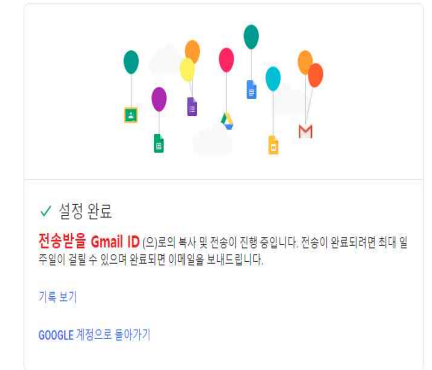 ✓ 설정 완료
전송받을 Gmail ID (으)로의 복사 및 전송이 진행 중입니다. 전송이 완료되려면 최대 일
주일이 걸릴 수 있으며 완료되면 이메일을 보내드립니다.
기록 보기
GOOGLE 계정으로 돌아가기